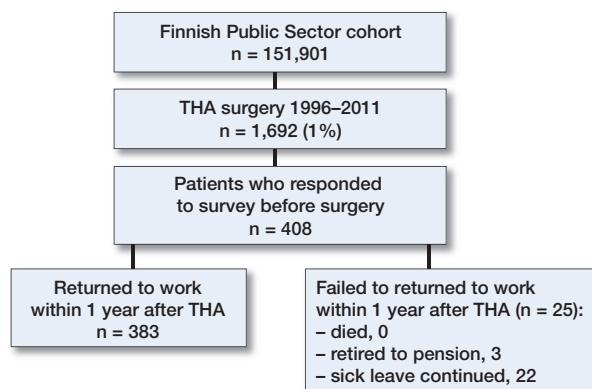 Finnish Public Sector cohort
n = 151,901
THA surgery 1996–2011
n = 1,692 (1%)
Patients who responded
to survey before surgery
n = 408
Returned to work
within 1 year after THA
n = 383
Failed to returned to work
within 1 year after THA (n = 25):
– died, 0
– retired to pension, 3
– sick leave continued, 22